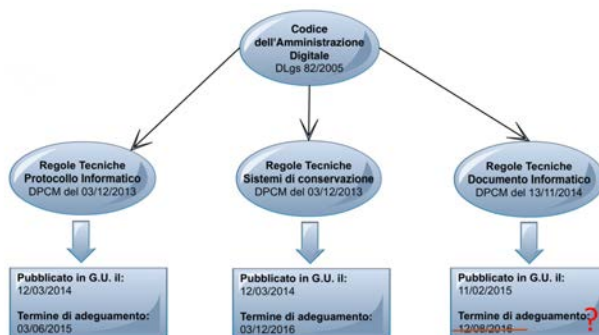 Codice
dell'Amministrazione
Digitale
DLgs 82/2005
Regole Tecniche
Protocollo Informatico
DPCM del 03/12/2013
Regole Tecniche
Sistemi di conservazione
DPCM del 03/12/2013
Regole Tecniche
Documento Informatico
DPCM del 13/11/2014
Pubblicato in G.U. il:
12/03/2014
Termine di adeguamento:
03/06/2015
Pubblicato in G.U. il:
12/03/2014
Termine di adeguamento:
03/12/2016
Pubblicato in G.U. il:
11/02/2015
Termine di adeguamento:
12/08/2016 ?